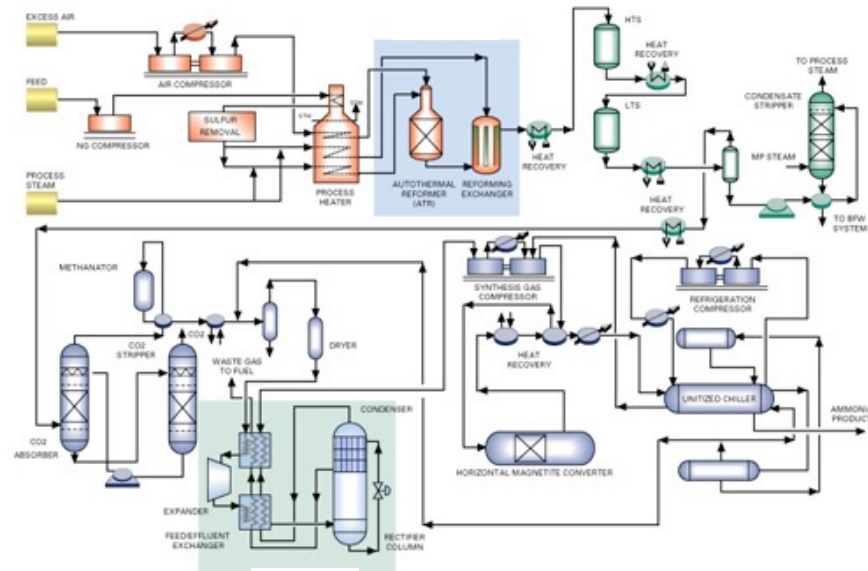 EXCESS AIR
AIR COMPRESSOR
FEED
NG COMPRESSOR
SULFUR
REMOVAL
STM
STM
PROCESS
STEAM
PROCESS
HEATER
AUTOTHERMAL
REFORMER
(ATR)
REFORMING
EXCHANGER
HEAT
RECOVERY
HTS
HEAT
RECOVERY
LTS
HEAT
RECOVERY
TO PROCESS
STEAM
CONDENSATE
STRIPPER
MP STEAM
TO BFW
SYSTEM
METHANATOR
CO2
STRIPPER
CO2
DRYER
WASTE GAS
TO FUEL
CO2
ABSORBER
CONDENSER
EXPANDER
FEED/EFFLUENT
EXCHANGER
RECTIFIER
COLUMN
SYNTHESIS GAS
COMPRESSOR
HEAT
RECOVERY
HORIZONTAL MAGNETITE CONVERTER
REFRIGERATION
COMPRESSOR
UNITIZED CHILLER
AMMONIA
PRODUCT